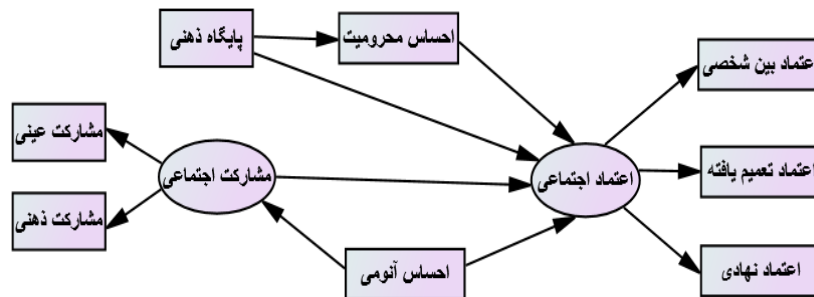 پایگاه ذهنی
احساس محرومیت
اعتماد بین شخصی
مشارکت عینی
مشارکت اجتماعی
اعتماد اجتماعی
اعتماد تعمیم یافته
مشارکت ذهنی
احساس آنومی
اعتماد نهادی